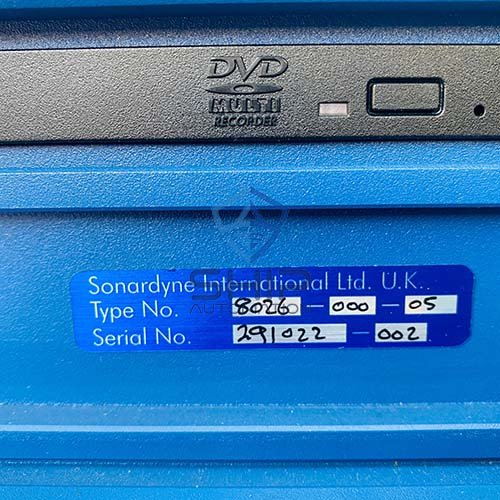 DVD
MULTI
RECORDER
Sonardyne International Ltd. U.K.
Type No. 8026 - 000 - 05
Serial No. 291022 - 002